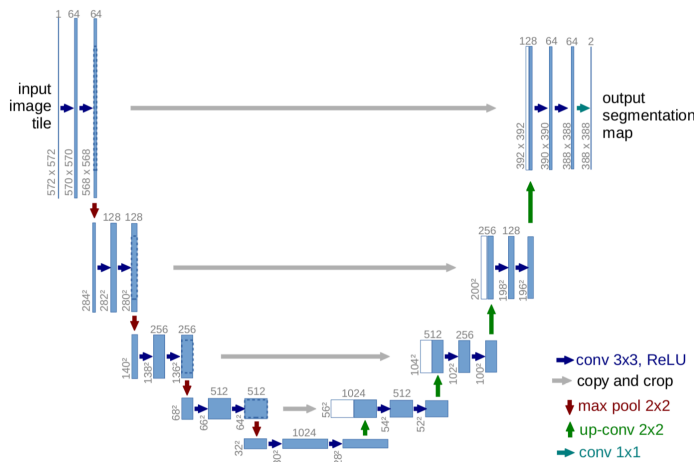 1 64 64
128 64 64 2
input
image
tile
output
segmentation
map
572 x 572
570 x 570
568 x 568
392 x 392
390 x 390
388 x 388
388 x 388
128 128
256 128
284²
282²
280²
200²
198²
196²
256 256
512 256
140²
138²
136²
104²
102²
100²
512 512
1024 512
68²
66²
64²
56²
54²
52²
1024
32²
28²
conv 3x3, ReLU
copy and crop
max pool 2x2
up-conv 2x2
conv 1x1